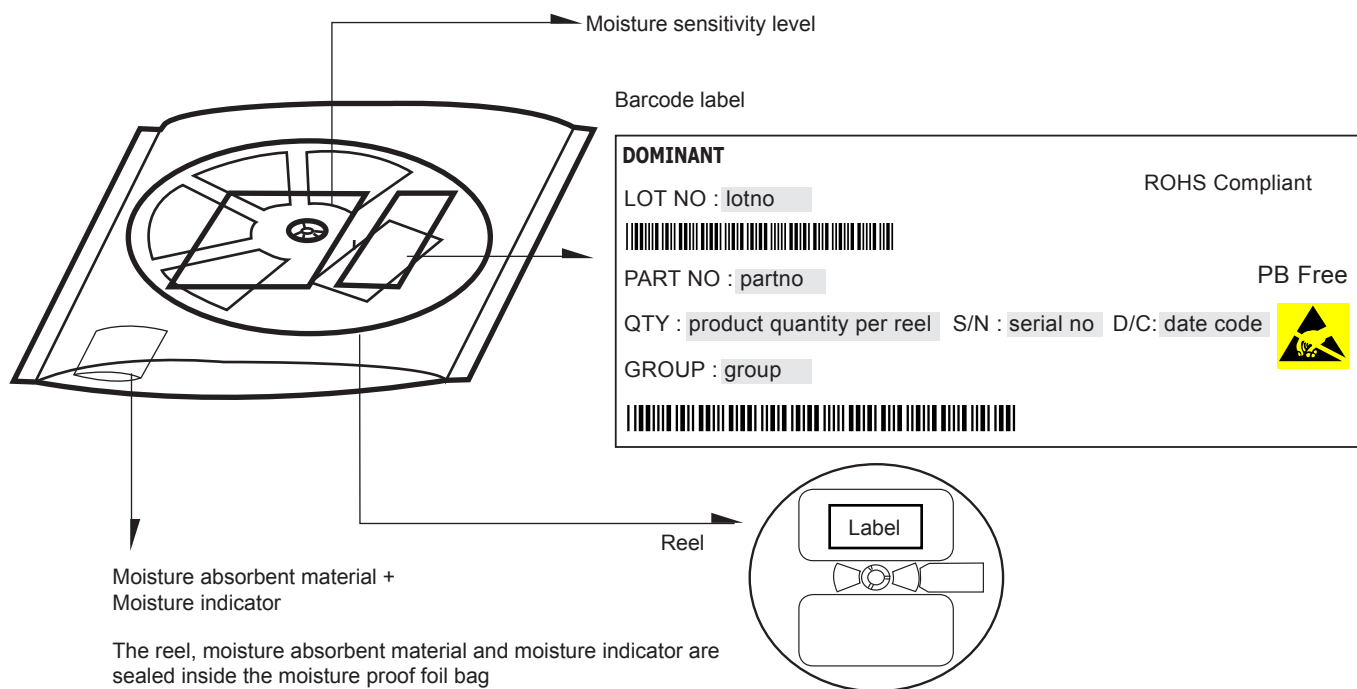 Moisture sensitivity level
Barcode label
DOMINANT
ROHS Compliant
LOT NO : lotno
PART NO : partno
PB Free
QTY : product quantity per reel S/N : serial no D/C: date code
GROUP : group
Label
Reel
Moisture absorbent material +
Moisture indicator
The reel, moisture absorbent material and moisture indicator are
sealed inside the moisture proof foil bag